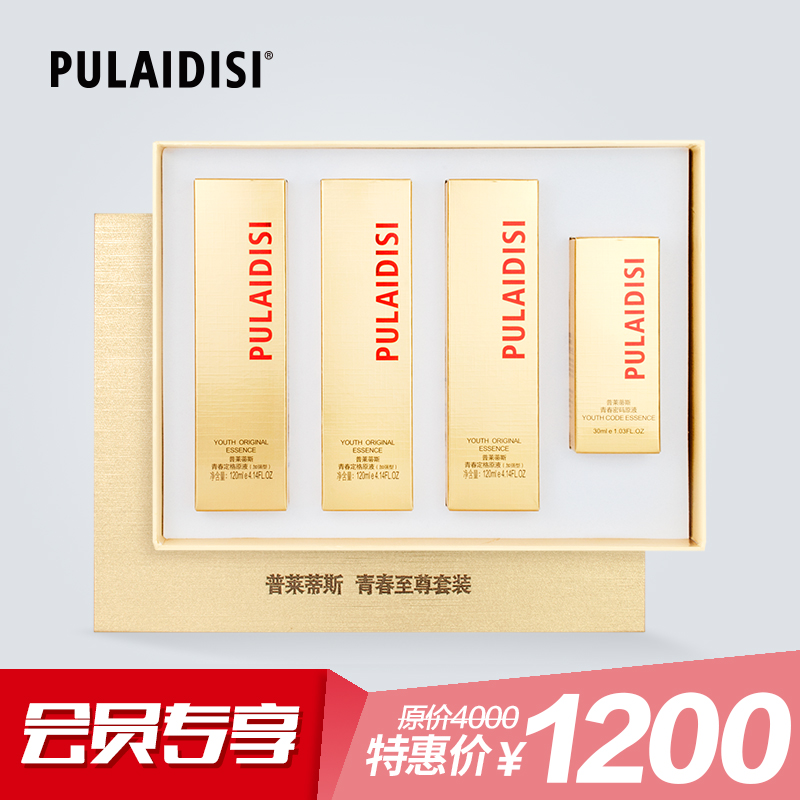 PULAIDISI®
PULAIDISI
YOUTH ORIGINAL
ESSENCE
普莱蒂斯
青春定格原液(加强型)
净含量:120ml e 4.14FL.OZ
PULAIDISI
YOUTH ORIGINAL
ESSENCE
普莱蒂斯
青春定格原液(加强型)
净含量:120ml e 4.14FL.OZ
PULAIDISI
YOUTH ORIGINAL
ESSENCE
普莱蒂斯
青春定格原液(加强型)
净含量:120ml e 4.14FL.OZ
PULAIDISI
普莱蒂斯
青春密码原液
YOUTH CODE ESSENCE
30ml e 1.03FL.OZ
普莱蒂斯 青春至尊套装
会员专享
原价4000
特惠价¥1200